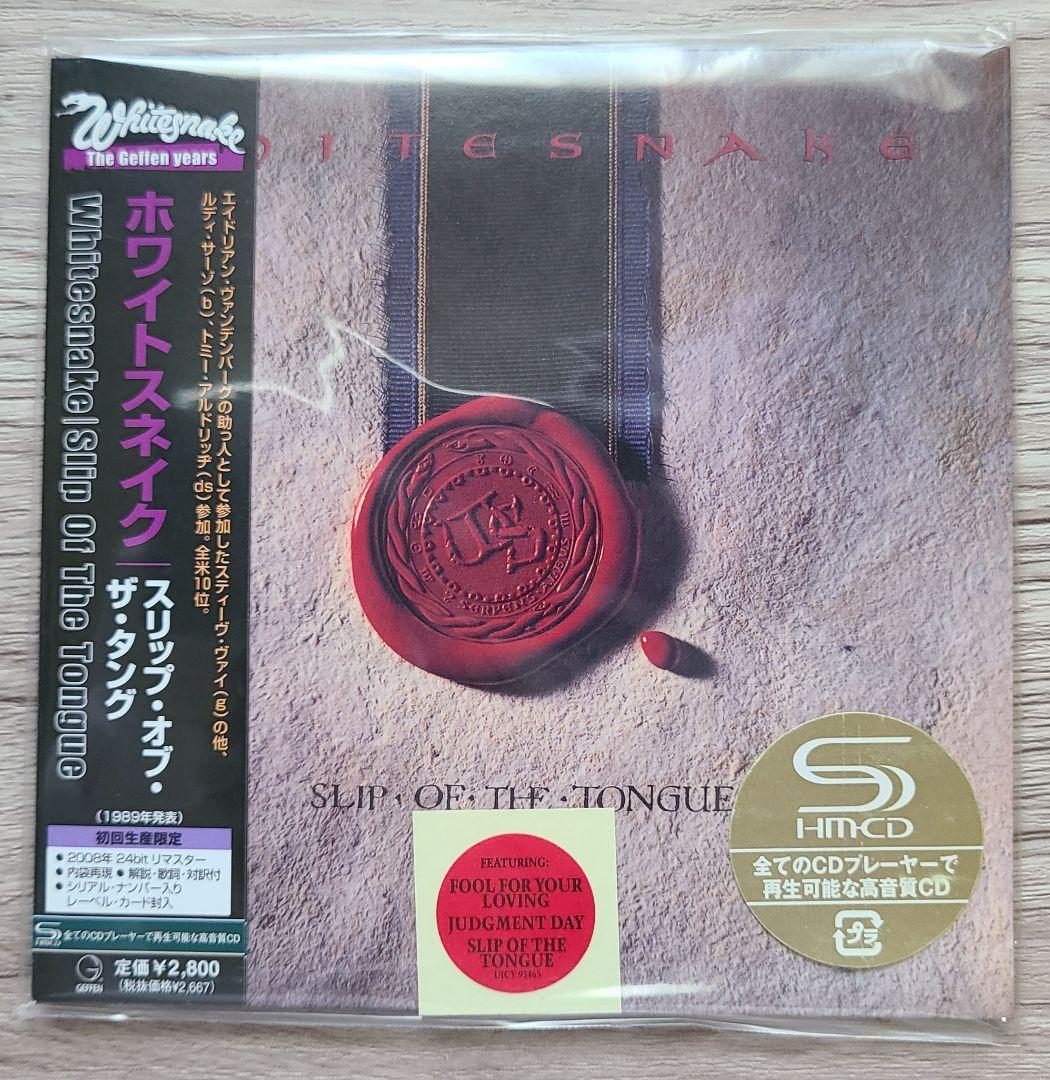 Whitesnake
The Geffen years
ホワイトスネイク
スリップ・オブ・
ザ・タング
Whitesnake/Slip Of The Tongue
エイドリアン・ヴァンデンバーグの助っ人として参加したスティーヴ・ヴァイ(g)の他、
ルディ・サーゾ(b)、トミー・アルドリッヂ(ds)参加。全米10位。
(1989年発表)
初回生産限定
● 2008年 24bit リマスター
● 内袋再現 ● 解説・歌詞・対訳付
● シリアル・ナンバー入り
レーベル・カード封入
SHM-CD 全てのCDプレーヤーで再生可能な高音質CD
GEFFEN
定価¥2,800
(税抜価格¥2,667)
HITESNAKE
SLIP·OF·THE·TONGUE
FEATURING:
FOOL FOR YOUR
LOVING
JUDGMENT DAY
SLIP OF THE
TONGUE
UICY 93465
SHM-CD
全てのCDプレーヤーで
再生可能な高音質CD
プラ